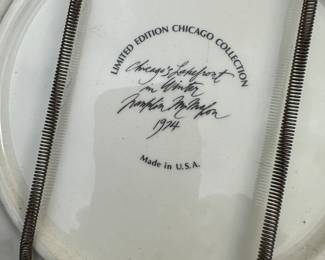 LIMITED EDITION CHICAGO COLLECTION
Chicago's Lakefront
in Winter
Franklin McMahon
1974
Made in U.S.A.